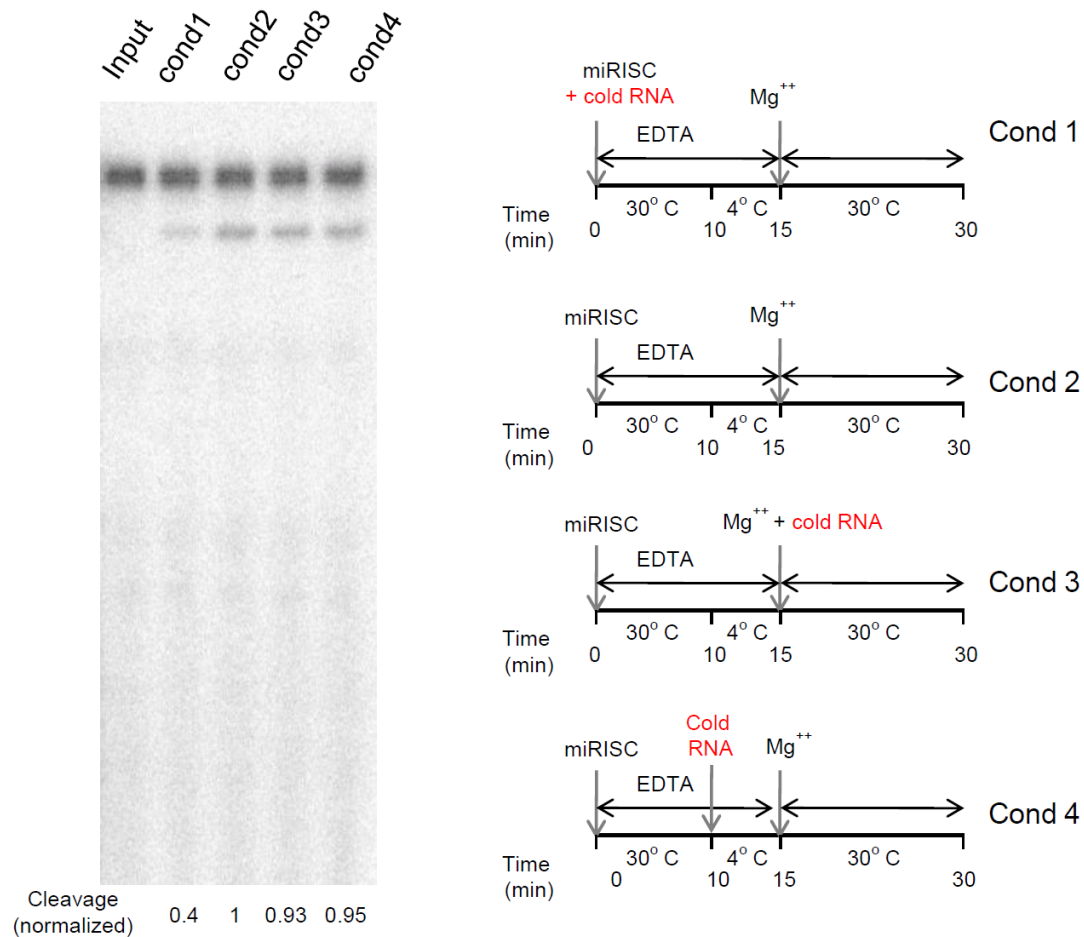 Input cond1 cond2 cond3 cond4
Cleavage
(normalized) 0.4 1 0.93 0.95
miRISC
+ cold RNA Mg⁺⁺
EDTA
Cond 1
30° C 4° C 30° C
Time
(min) 0 10 15 30
miRISC Mg⁺⁺
EDTA
Cond 2
30° C 4° C 30° C
Time
(min) 0 10 15 30
miRISC Mg⁺⁺ + cold RNA
EDTA
Cond 3
30° C 4° C 30° C
Time
(min) 0 10 15 30
Cold
miRISC RNA Mg⁺⁺
EDTA
Cond 4
30° C 4° C 30° C
Time
(min) 0 10 15 30